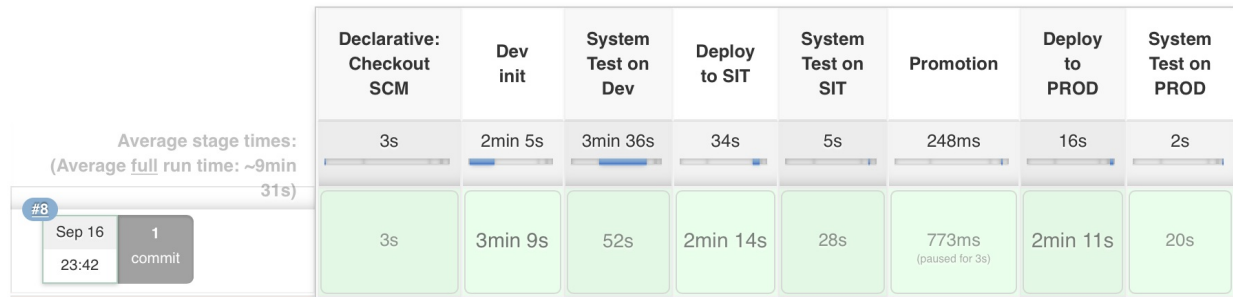 Declarative:
Checkout
SCM
Dev
init
System
Test on
Dev
Deploy
to SIT
System
Test on
SIT
Promotion
Deploy
to
PROD
System
Test on
PROD
Average stage times:
(Average full run time: ~9min
31s)
3s
2min 5s
3min 36s
34s
5s
248ms
16s
2s
#8
Sep 16
23:42
1
commit
3s
3min 9s
52s
2min 14s
28s
773ms
(paused for 3s)
2min 11s
20s